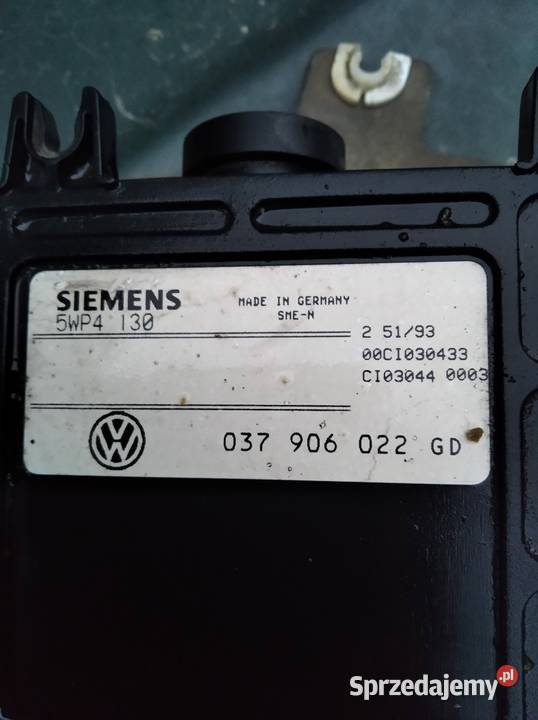 SIEMENS
5WP4 130
MADE IN GERMANY
SME-N
2 51/93
00CI030433
CI03044 0003
VW
037 906 022 GD
Sprzedajemy.pl